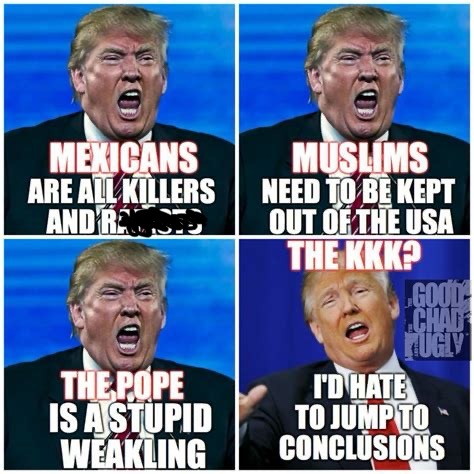 MEXICANS
ARE ALL KILLERS
AND
MUSLIMS
NEED TO BE KEPT
OUT OF THE USA
THE POPE
IS A STUPID
WEAKLING
THE KKK?
I'D HATE
TO JUMP TO
CONCLUSIONS
GOOD
CHAD
UGLY